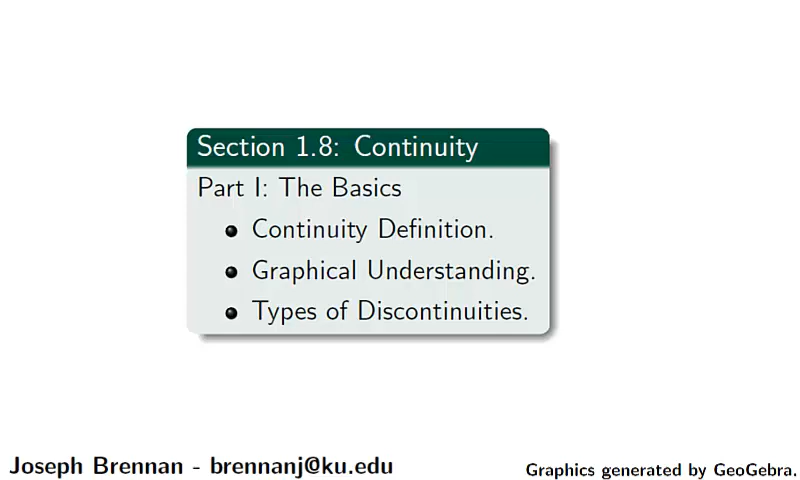 Section 1.8: Continuity
Part I: The Basics
Continuity Definition.
Graphical Understanding.
Types of Discontinuities.
Joseph Brennan - brennanj@ku.edu
Graphics generated by GeoGebra.